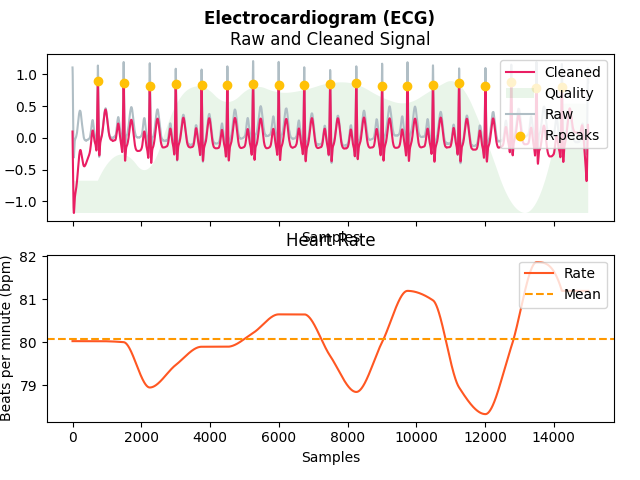 Electrocardiogram (ECG)
Raw and Cleaned Signal
1.0
0.5
0.0
−0.5
−1.0
Cleaned
Quality
Raw
R-peaks
Samples
Heart Rate
Beats per minute (bpm)
82
81
80
79
Rate
Mean
0 2000 4000 6000 8000 10000 12000 14000
Samples